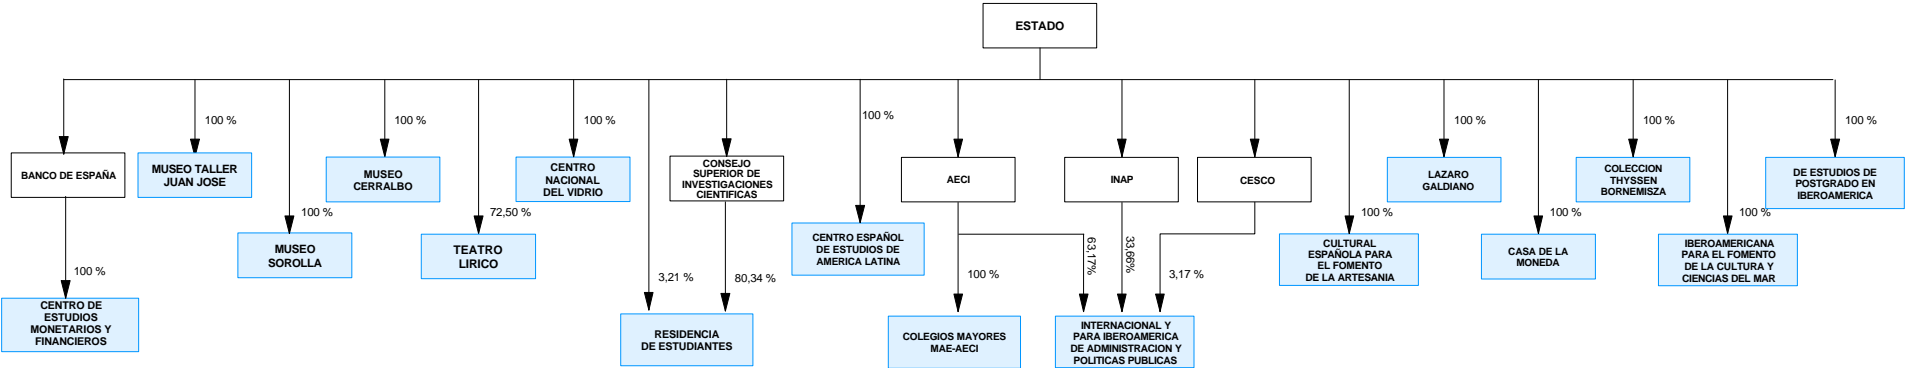 ESTADO
100 %
100 %
100 %
100 %
100 %
100 %
100 %
BANCO DE ESPAÑA
MUSEO TALLER
JUAN JOSE
MUSEO
CERRALBO
CENTRO
NACIONAL
DEL VIDRIO
CONSEJO
SUPERIOR DE
INVESTIGACIONES
CIENTIFICAS
AECI
INAP
CESCO
LAZARO
GALDIANO
COLECCION
THYSSEN
BORNEMISZA
DE ESTUDIOS DE
POSTGRADO EN
IBEROAMERICA
100 %
72,50 %
100 %
100 %
100 %
MUSEO
SOROLLA
TEATRO
LIRICO
CENTRO ESPAÑOL
DE ESTUDIOS DE
AMERICA LATINA
CULTURAL
ESPAÑOLA PARA
EL FOMENTO
DE LA ARTESANIA
CASA DE LA
MONEDA
IBEROAMERICANA
PARA EL FOMENTO
DE LA CULTURA Y
CIENCIAS DEL MAR
100 %
3,21 %
80,34 %
100 %
63,17%
33,66%
3,17 %
CENTRO DE
ESTUDIOS
MONETARIOS Y
FINANCIEROS
RESIDENCIA
DE ESTUDIANTES
COLEGIOS MAYORES
MAE-AECI
INTERNACIONAL Y
PARA IBEROAMERICA
DE ADMINISTRACION Y
POLITICAS PUBLICAS